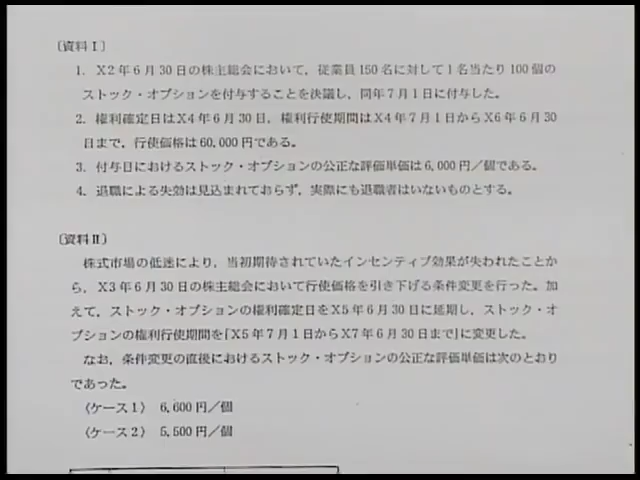 〔資料Ⅰ〕
1. X2年6月30日の株主総会において，従業員150名に対して1名当たり100個の
ストック・オプションを付与することを決議し，同年7月1日に付与した。
2. 権利確定日はX4年6月30日，権利行使期間はX4年7月1日からX6年6月30
日まで，行使価格は60,000円である。
3. 付与日におけるストック・オプションの公正な評価単価は6,000円／個である。
4. 退職による失効は見込まれておらず，実際にも退職者はいないものとする。
〔資料Ⅱ〕
株式市場の低迷により，当初期待されていたインセンティブ効果が失われたことか
ら，X3年6月30日の株主総会において行使価格を引き下げる条件変更を行った。加
えて，ストック・オプションの権利確定日をX5年6月30日に延期し，ストック・オ
プションの権利行使期間を「X5年7月1日からX7年6月30日まで」に変更した。
なお，条件変更の直後におけるストック・オプションの公正な評価単価は次のとおり
であった。
〈ケース1〉 6,600円／個
〈ケース2〉 5,500円／個